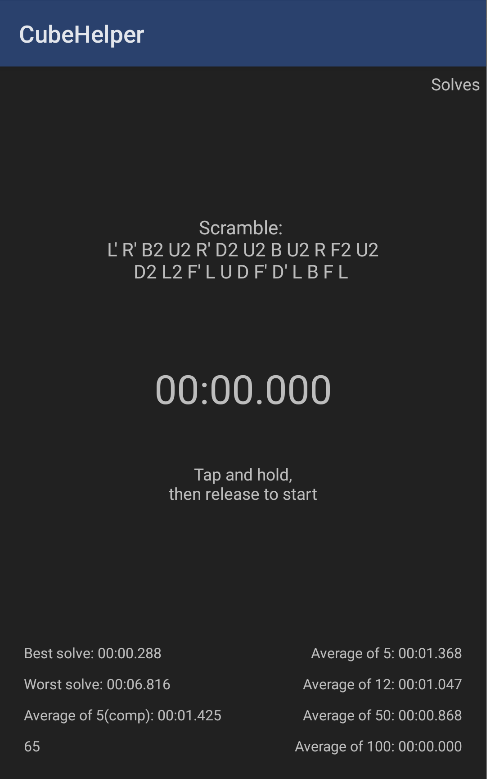 CubeHelper
Solves
Scramble:
L' R' B2 U2 R' D2 U2 B U2 R F2 U2
D2 L2 F' L U D F' D' L B F L
00:00.000
Tap and hold,
then release to start
Best solve: 00:00.288
Average of 5: 00:01.368
Worst solve: 00:06.816
Average of 12: 00:01.047
Average of 5(comp): 00:01.425
Average of 50: 00:00.868
65
Average of 100: 00:00.000